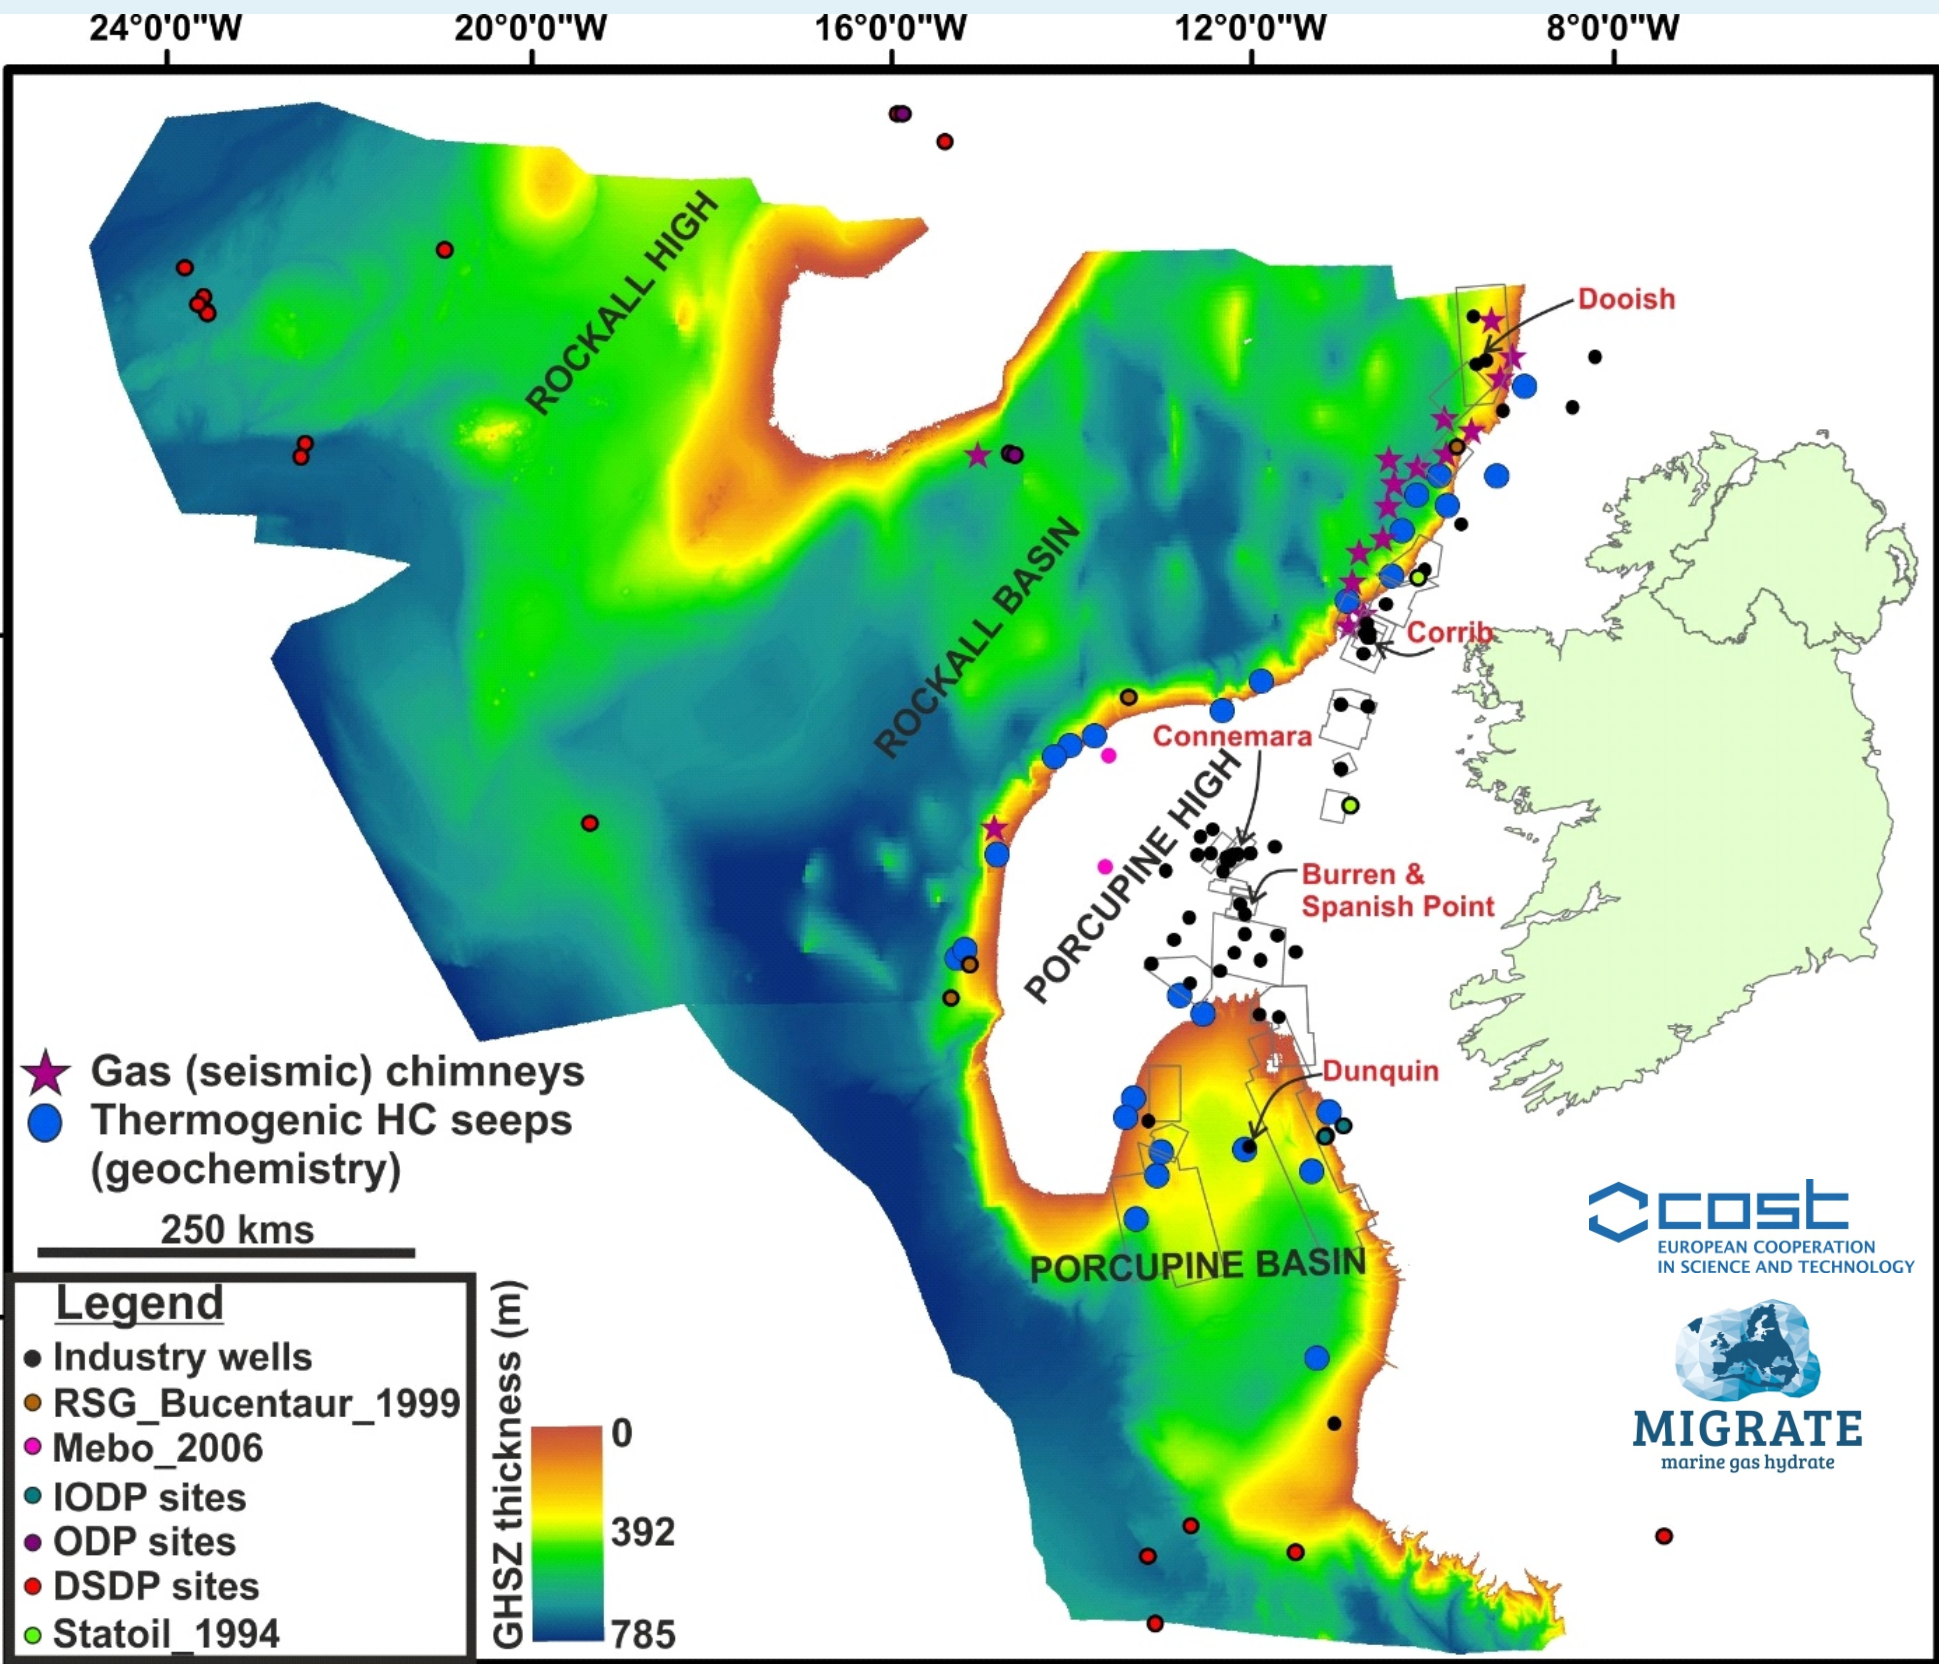 24°0'0"W 20°0'0"W 16°0'0"W 12°0'0"W 8°0'0"W
ROCKALL HIGH
Dooish
ROCKALL BASIN
Corrib
Connemara
PORCUPINE HIGH
Burren &
Spanish Point
Dunquin
PORCUPINE BASIN
Gas (seismic) chimneys
Thermogenic HC seeps
(geochemistry)
250 kms
Legend
Industry wells
RSG_Bucentaur_1999
Mebo_2006
IODP sites
ODP sites
DSDP sites
Statoil_1994
GHSZ thickness (m)
0
392
785
cost
EUROPEAN COOPERATION
IN SCIENCE AND TECHNOLOGY
MIGRATE
marine gas hydrate